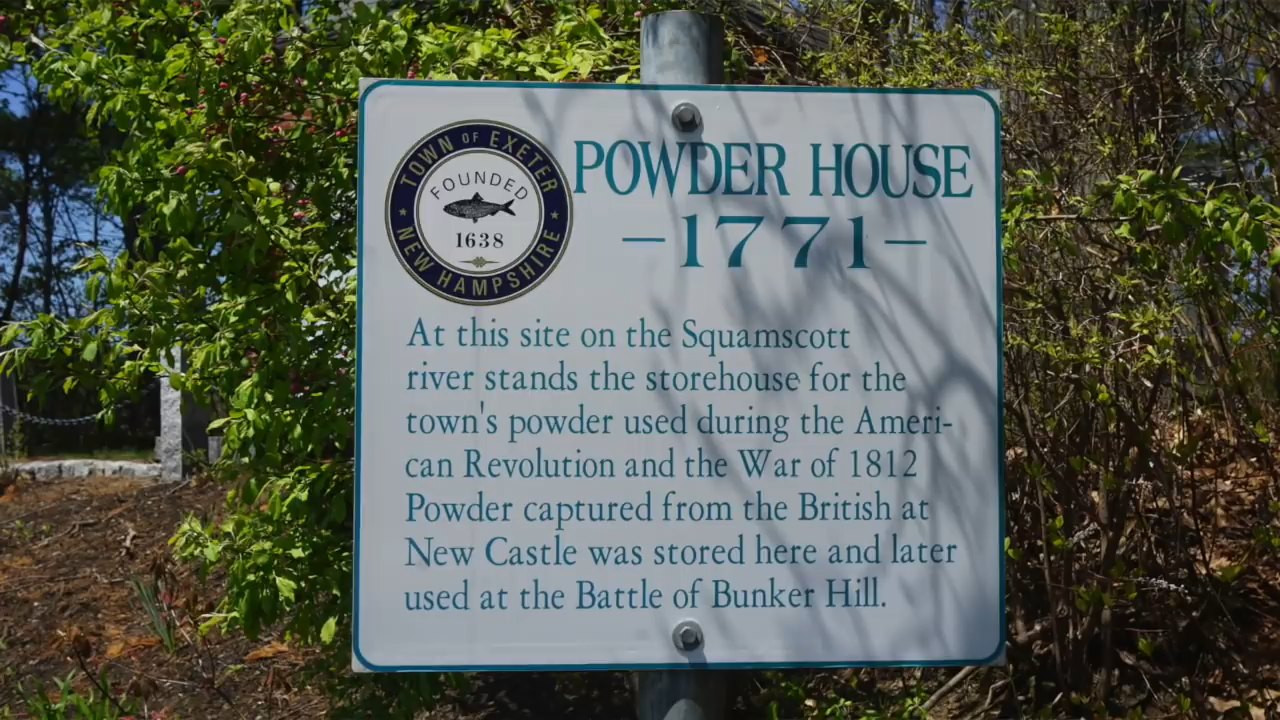 TOWN OF EXETER
FOUNDED
1638
NEW HAMPSHIRE
POWDER HOUSE
–1771–
At this site on the Squamscott
river stands the storehouse for the
town's powder used during the Ameri-
can Revolution and the War of 1812
Powder captured from the British at
New Castle was stored here and later
used at the Battle of Bunker Hill.